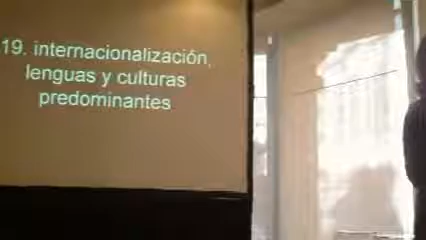 19. internacionalización,
lenguas y culturas
predominantes